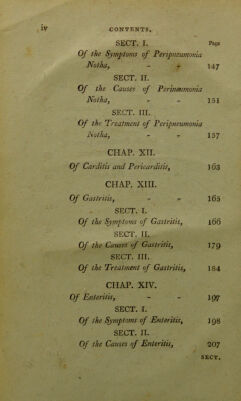 iv CONTENTS.
SECT. I. Page
Of the Symptoms of Peripneumonia
Notha, - - 147
SECT. II.
Of the Causes of Peripneumonia
Notha, - - 151
SECT. III.
Of the Treatment of Peripneumonia
Notha, - - 157
CHAP. XII.
Of Carditis and Pericarditis, 163
CHAP. XIII.
Of Gastritis, - - 165
SECT. I.
Of the Symptoms of Gastritis, 166
SECT. II.
Of the Causes of Gastritis, 179
SECT. III.
Of the Treatment of Gastritis, 184
CHAP. XIV.
Of Enteritis, - - 197
SECT. I.
Of the Symptoms of Enteritis, 198
SECT. II.
Of the Causes of Enteritis, 207
SECT.